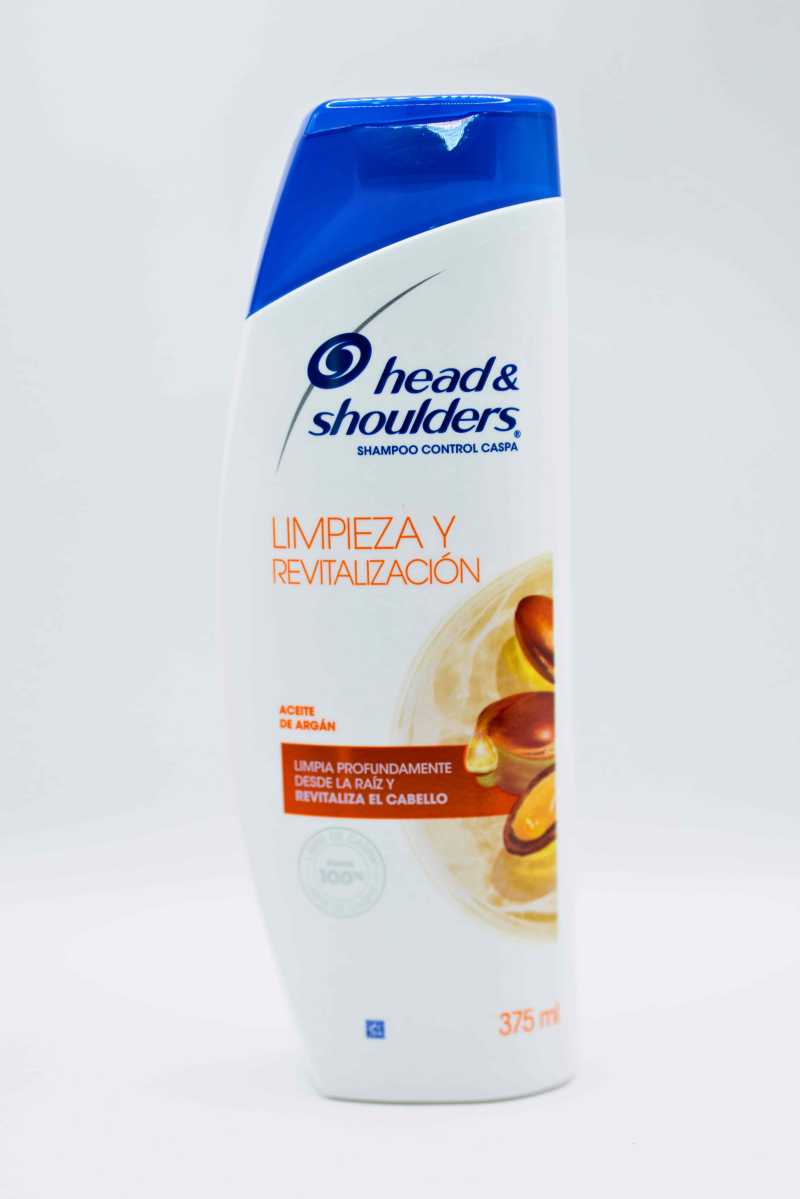 head &
shoulders®
SHAMPOO CONTROL CASPA
LIMPIEZA Y
REVITALIZACIÓN
ACEITE
DE ARGÁN
LIMPIA PROFUNDAMENTE
DESDE LA RAÍZ Y
REVITALIZA EL CABELLO
100%
375 ml